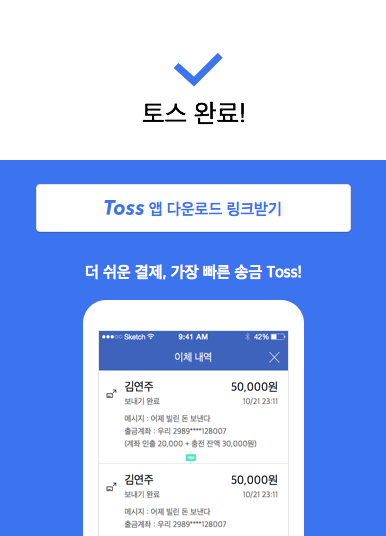 토스 완료!
Toss 앱 다운로드 링크받기
더 쉬운 결제, 가장 빠른 송금 Toss!
Sketch 9:41 AM 42%
이체 내역
김연주 50,000원
보내기 완료 10/21 23:11
메시지 : 어제 빌린 돈 보낸다
출금계좌 : 우리 2989****128007
(계좌 인출 20,000 + 충전 잔액 30,000원)
김연주 50,000원
보내기 완료 10/21 23:11
메시지 : 어제 빌린 돈 보낸다
출금계좌 : 우리 2989****128007